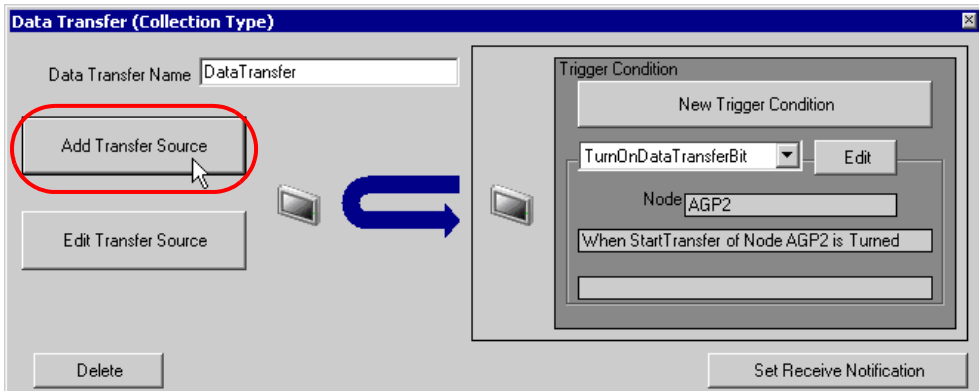 Data Transfer (Collection Type)
Data Transfer Name DataTransfer
Add Transfer Source
Edit Transfer Source
Delete
Trigger Condition
New Trigger Condition
TurnOnDataTransferBit Edit
Node AGP2
When StartTransfer of Node AGP2 is Turned
Set Receive Notification